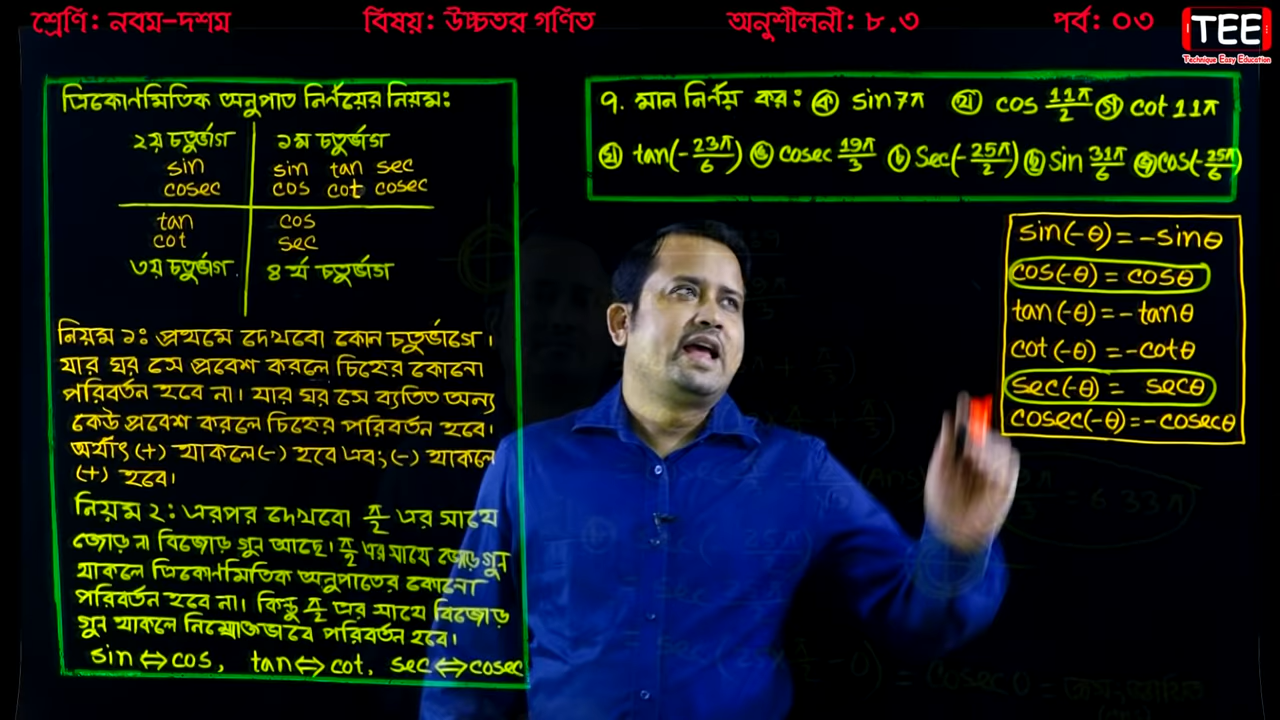 শ্রেণি: নবম-দশম বিষয়: উচ্চতর গণিত অনুশীলনী: ৮.৩ পর্ব: ০৩
TEE
Technique Easy Education
ত্রিকোণমিতিক অনুপাত নির্ণয়ের নিয়ম:
২য় চতুর্ভাগ ১ম চতুর্ভাগ
sin sin tan sec
cosec cos cot cosec
tan cos
cot sec
৩য় চতুর্ভাগ. ৪র্থ চতুর্ভাগ
নিয়ম ১: প্রথমে দেখবো কোন চতুর্ভাগে।
যার ঘর সে প্রবেশ করলে চিহ্নের কোনো
পরিবর্তন হবে না। যার ঘর সে ব্যতিত অন্য
কেউ প্রবেশ করলে চিহ্নের পরিবর্তন হবে।
অর্থাৎ (+) থাকলে (-) হবে এবং (-) থাকলে
(+) হবে।
নিয়ম ২: এরপর দেখবো π/2 এর সাথে
জোড় না বিজোড় গুন আছে। π/2 এর সাথে জোড় গুন
থাকলে ত্রিকোণমিতিক অনুপাতের কোনো
পরিবর্তন হবে না। কিন্তু π/2 এর সাথে বিজোড়
গুন থাকলে নিম্নোক্তভাবে পরিবর্তন হবে।
sin⇔cos, tan⇔cot, sec⇔cosec
৭. মান নির্ণয় কর: ক sin7π খ cos 11π/2 গ cot 11π
ঘ tan(-23π/6) ঙ cosec 19π/3 চ Sec(-25π/2) ছ sin 31π/6 জ cos(-25π/6)
sin(-θ)= -sinθ
cos(-θ) = cosθ
tan(-θ)= -tanθ
cot(-θ) = -cotθ
sec(-θ) = secθ
cosec(-θ)= -cosecθ